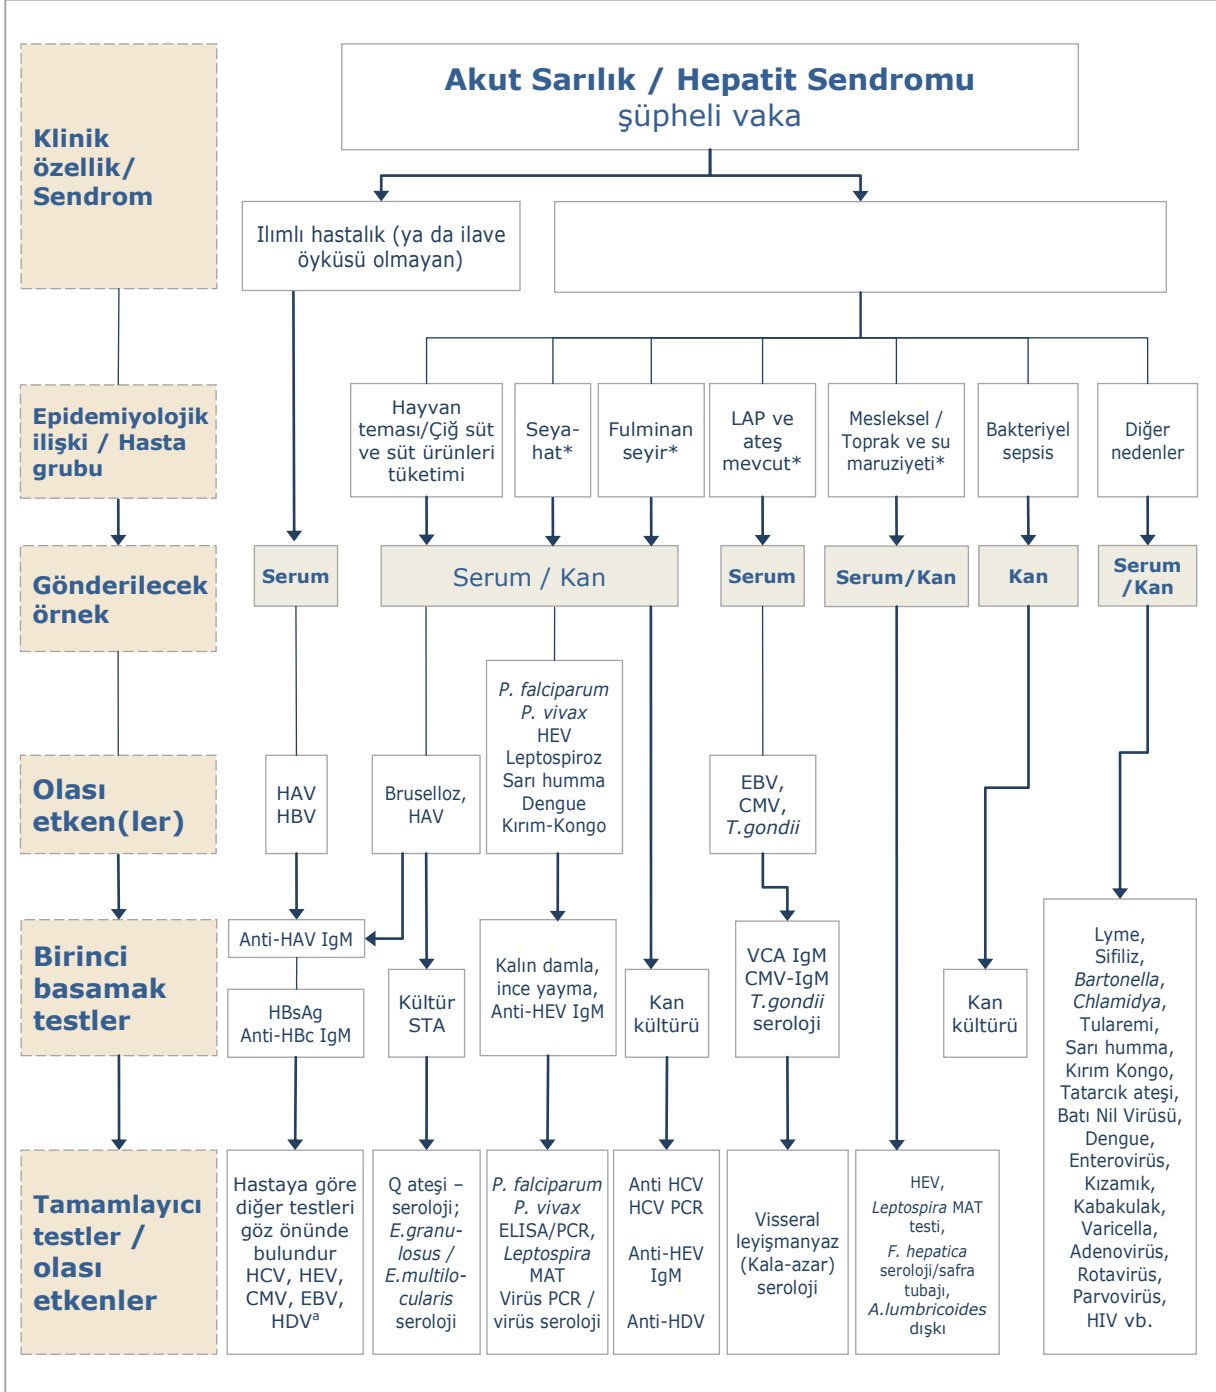 Akut Sarılık / Hepatit Sendromu
şüpheli vaka
Klinik
özellik/
Sendrom
Ilımlı hastalık (ya da ilave
öyküsü olmayan)
Epidemiyolojik
ilişki / Hasta
grubu
Hayvan
teması/Çiğ süt
ve süt ürünleri
tüketimi
Seya-
hat*
Fulminan
seyir*
LAP ve
ateş
mevcut*
Mesleksel /
Toprak ve su
maruziyeti*
Bakteriyel
sepsis
Diğer
nedenler
Gönderilecek
örnek
Serum
Serum / Kan
Serum
Serum/Kan
Kan
Serum
/Kan
Olası
etken(ler)
HAV
HBV
Bruselloz,
HAV
P. falciparum
P. vivax
HEV
Leptospiroz
Sarı humma
Dengue
Kırım-Kongo
EBV,
CMV,
T.gondii
Birinci
basamak
testler
Anti-HAV IgM
HBsAg
Anti-HBc IgM
Kültür
STA
Kalın damla,
ince yayma,
Anti-HEV IgM
Kan
kültürü
VCA IgM
CMV-IgM
T.gondii
seroloji
Kan
kültürü
Lyme,
Sifiliz,
Bartonella,
Chlamidya,
Tularemi,
Sarı humma,
Kırım Kongo,
Tatarcık ateşi,
Batı Nil Virüsü,
Dengue,
Enterovirüs,
Kızamık,
Kabakulak,
Varicella,
Adenovirüs,
Rotavirüs,
Parvovirüs,
HIV vb.
Tamamlayıcı
testler /
olası
etkenler
Hastaya göre
diğer testleri
göz önünde
bulundur
HCV, HEV,
CMV, EBV,
HDVᵃ
Q ateşi –
seroloji;
E.granu-
losus /
E.multilo-
cularis
seroloji
P. falciparum
P. vivax
ELISA/PCR,
Leptospira
MAT
Virüs PCR /
virüs seroloji
Anti HCV
HCV PCR
Anti-HEV
IgM
Anti-HDV
Visseral
leyişmanyaz
(Kala-azar)
seroloji
HEV,
Leptospira MAT
testi,
F. hepatica
seroloji/safra
tubajı,
A.lumbricoides
dışkı